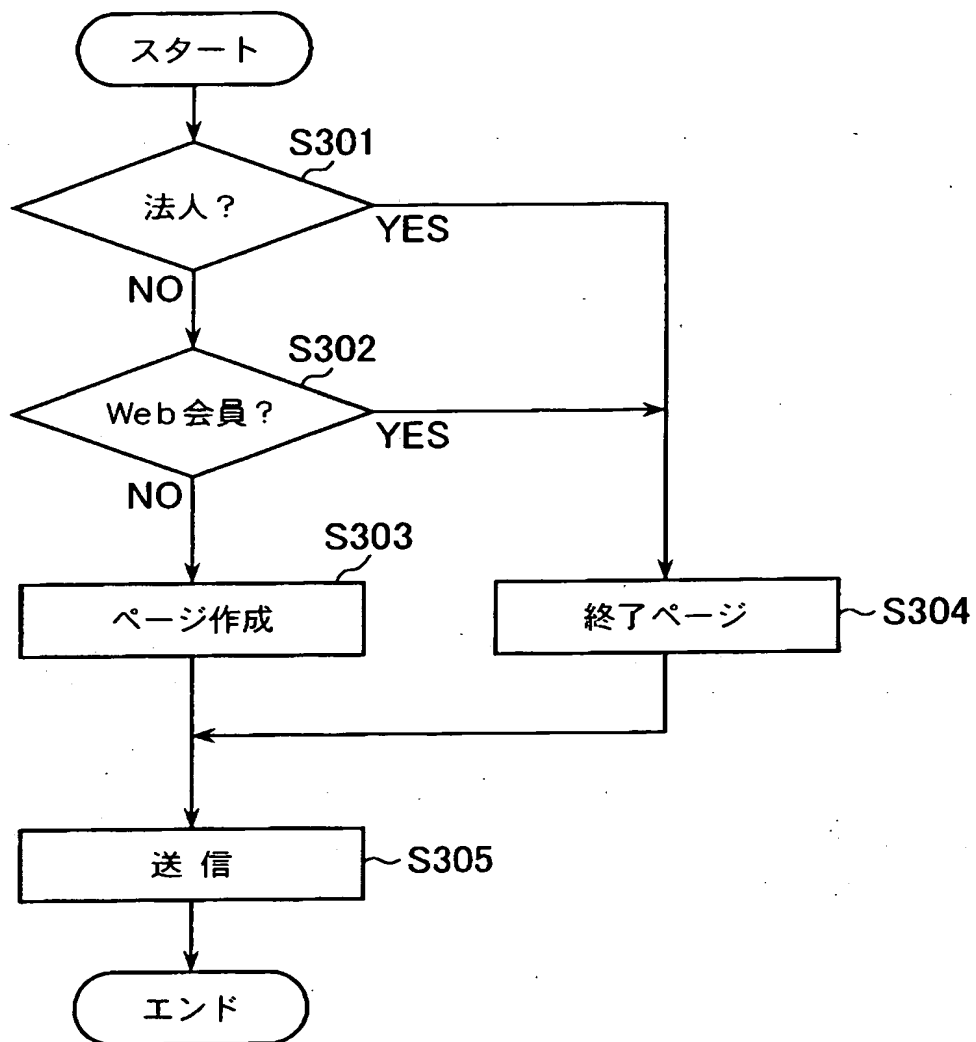 スタート
S301
法人？
YES
NO
S302
Web会員？
YES
NO
S303
ページ作成
終了ページ
S304
送 信
S305
エンド